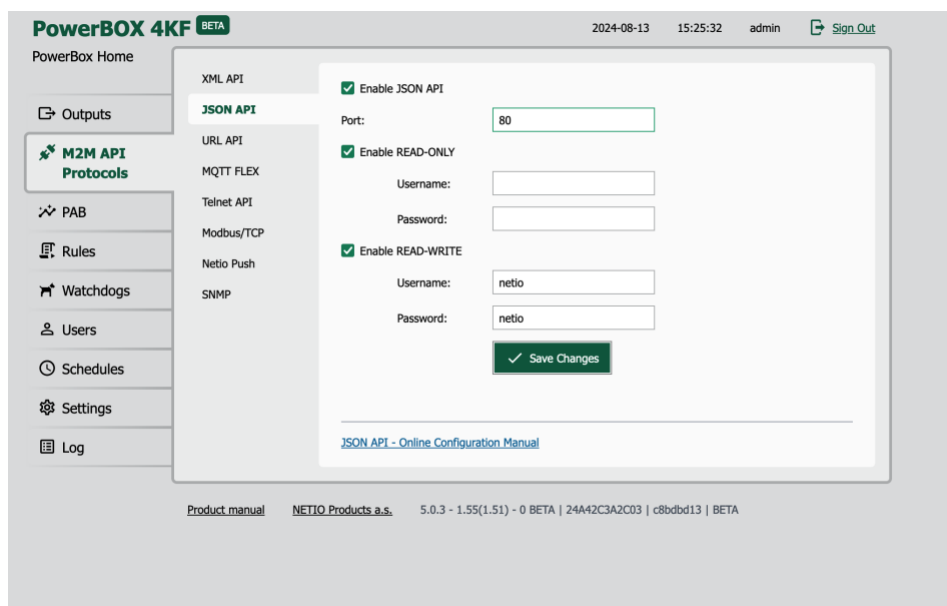 PowerBOX 4KF BETA 2024-08-13 15:25:32 admin Sign Out
PowerBox Home
Outputs
M2M API
Protocols
PAB
Rules
Watchdogs
Users
Schedules
Settings
Log
XML API
JSON API
URL API
MQTT FLEX
Telnet API
Modbus/TCP
Netio Push
SNMP
Enable JSON API
Port: 80
Enable READ-ONLY
Username:
Password:
Enable READ-WRITE
Username: netio
Password: netio
Save Changes
JSON API - Online Configuration Manual
Product manual NETIO Products a.s. 5.0.3 - 1.55(1.51) - 0 BETA | 24A42C3A2C03 | c8bdbd13 | BETA